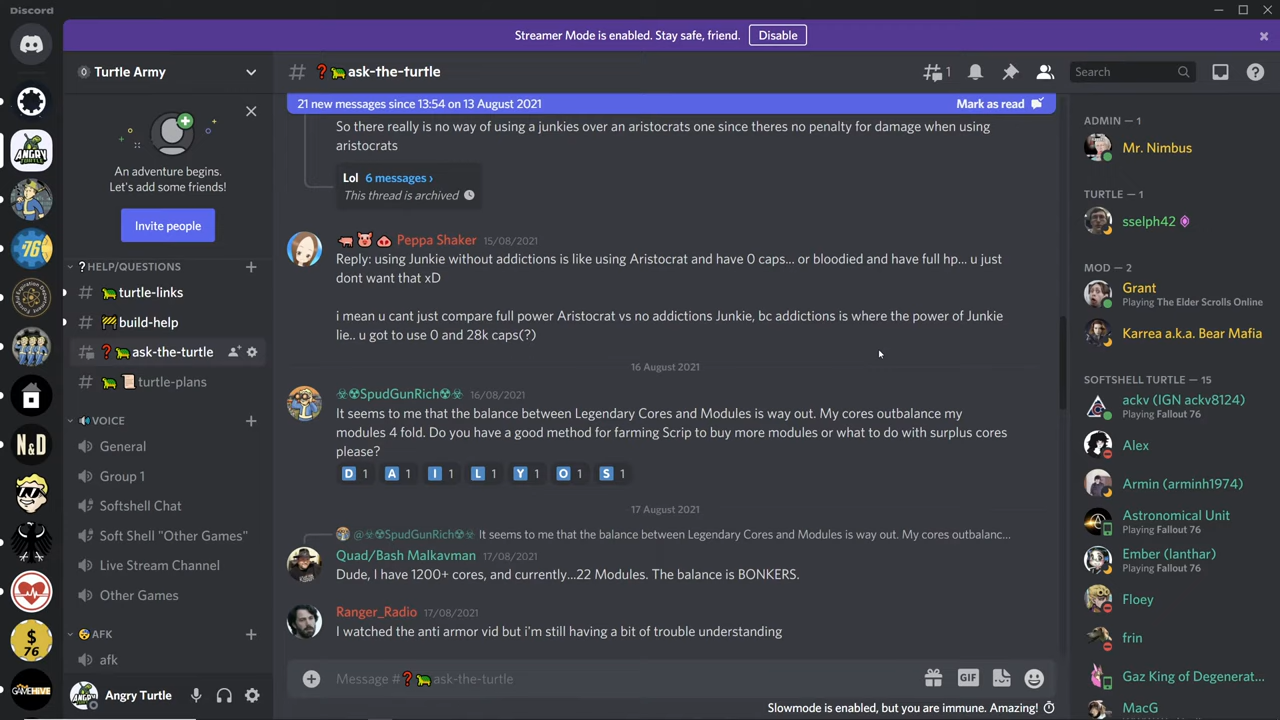 Discord
Streamer Mode is enabled. Stay safe, friend. Disable
Turtle Army
ask-the-turtle
1
Search
21 new messages since 13:54 on 13 August 2021
Mark as read
An adventure begins.
Let's add some friends!
Invite people
HELP/QUESTIONS
turtle-links
build-help
ask-the-turtle
turtle-plans
VOICE
General
Group 1
Softshell Chat
Soft Shell "Other Games"
Live Stream Channel
Other Games
AFK
afk
Angry Turtle
ANGRY
TURTLE
76
N&D
$
76
GAMEHIVE
So there really is no way of using a junkies over an aristocrats one since theres no penalty for damage when using
aristocrats
Lol 6 messages ›
This thread is archived
Peppa Shaker 15/08/2021
Reply: using Junkie without addictions is like using Aristocrat and have 0 caps... or bloodied and have full hp... u just
dont want that xD
i mean u cant just compare full power Aristocrat vs no addictions Junkie, bc addictions is where the power of Junkie
lie.. u got to use 0 and 28k caps(?)
16 August 2021
☣☢SpudGunRich☢☣ 16/08/2021
It seems to me that the balance between Legendary Cores and Modules is way out. My cores outbalance my
modules 4 fold. Do you have a good method for farming Scrip to buy more modules or what to do with surplus cores
please?
D 1 A 1 I 1 L 1 Y 1 O 1 S 1
17 August 2021
@☣☢SpudGunRich☢☣ It seems to me that the balance between Legendary Cores and Modules is way out. My cores outbalanc...
Quad/Bash Malkavman 17/08/2021
Dude, I have 1200+ cores, and currently...22 Modules. The balance is BONKERS.
Ranger_Radio 17/08/2021
I watched the anti armor vid but i'm still having a bit of trouble understanding
Message #❓🐢ask-the-turtle
GIF
Slowmode is enabled, but you are immune. Amazing!
ADMIN — 1
Mr. Nimbus
TURTLE — 1
sselph42
MOD — 2
Grant
Playing The Elder Scrolls Online
Karrea a.k.a. Bear Mafia
SOFTSHELL TURTLE — 15
ackv (IGN ackv8124)
Playing Fallout 76
Alex
Armin (arminh1974)
Astronomical Unit
Playing Fallout 76
Ember (lanthar)
Playing Fallout 76
Floey
frin
Gaz King of Degenerat...
MacG